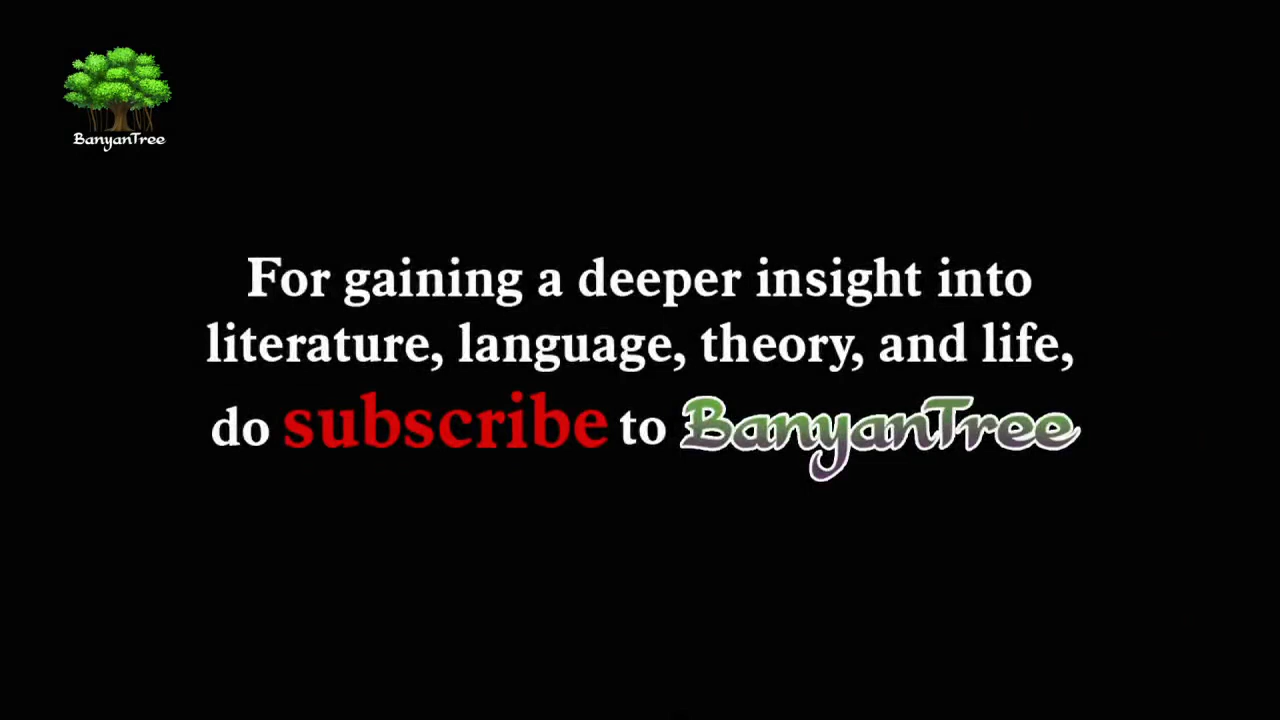 BanyanTree
For gaining a deeper insight into
literature, language, theory, and life,
do subscribe to BanyanTree